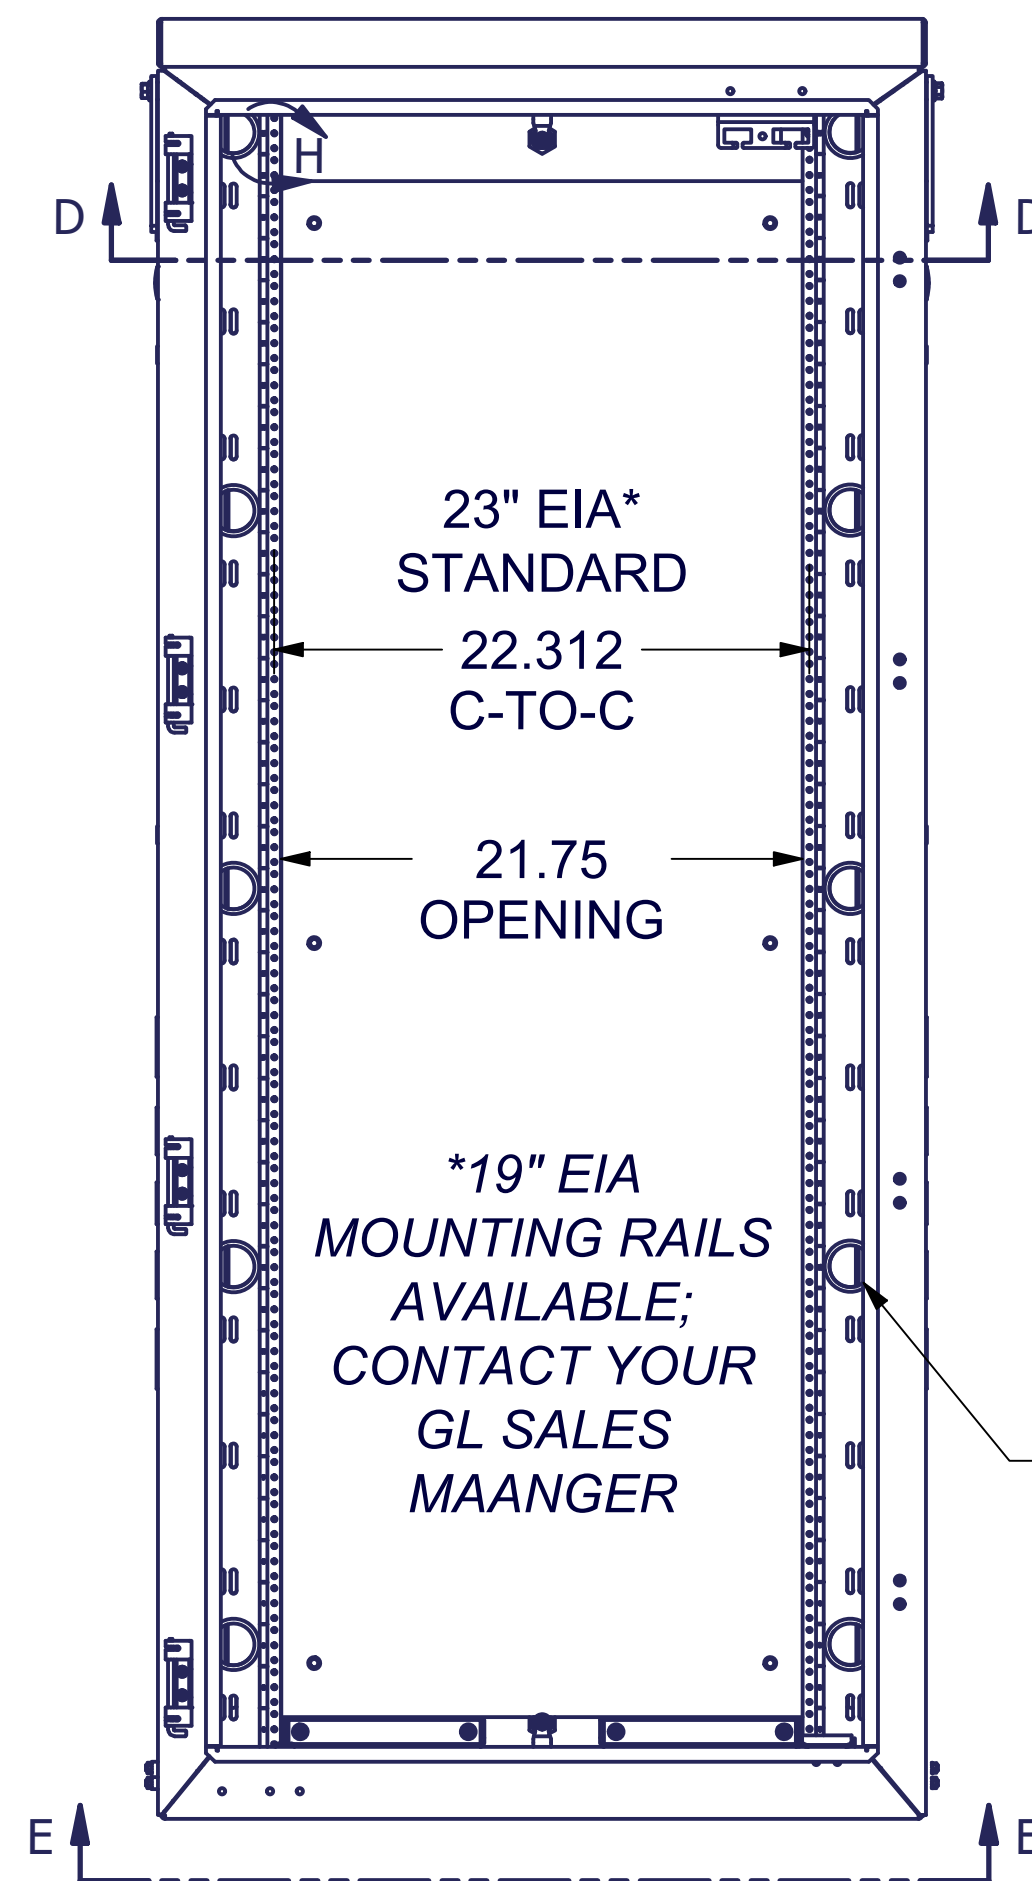 H
D
D
23" EIA*
STANDARD
22.312
C-TO-C
21.75
OPENING
*19" EIA
MOUNTING RAILS
AVAILABLE;
CONTACT YOUR
GL SALES
MAANGER
E
E